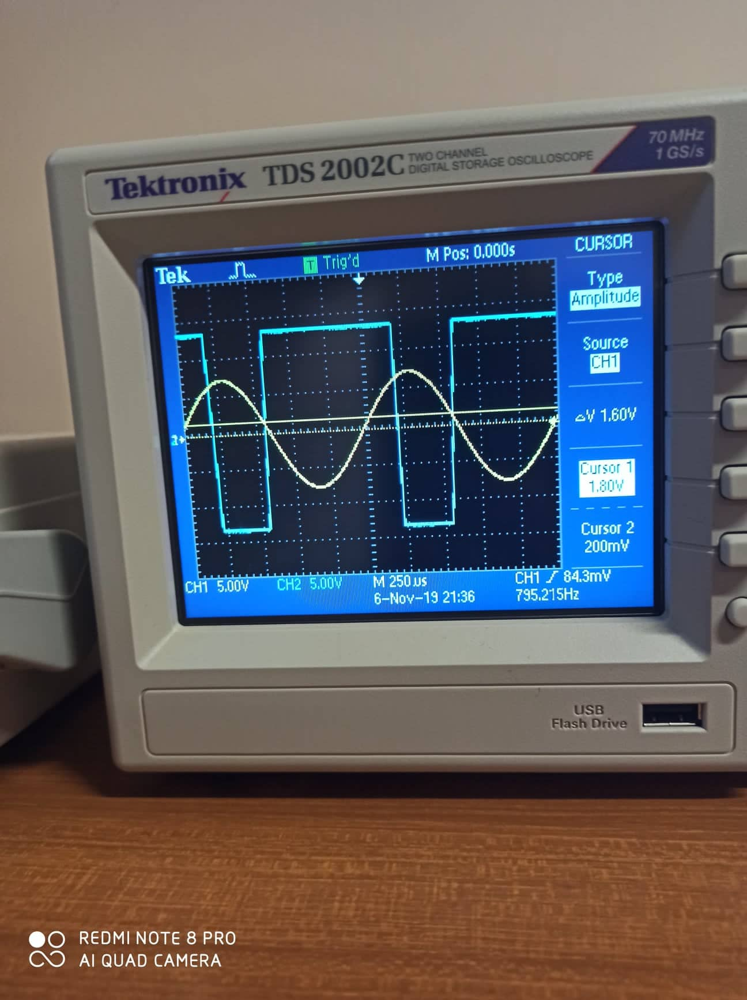 Tektronix TDS 2002C TWO CHANNEL
DIGITAL STORAGE OSCILLOSCOPE
70 MHz
1 GS/s
Tek
T Trig'd
M Pos: 0.000s
CURSOR
Type
Amplitude
Source
CH1
△V 1.60V
Cursor 1
1.80V
Cursor 2
200mV
CH1 5.00V
CH2 5.00V
M 250µs
CH1 84.3mV
6-Nov-19 21:36
795.215Hz
USB
Flash Drive
REDMI NOTE 8 PRO
AI QUAD CAMERA